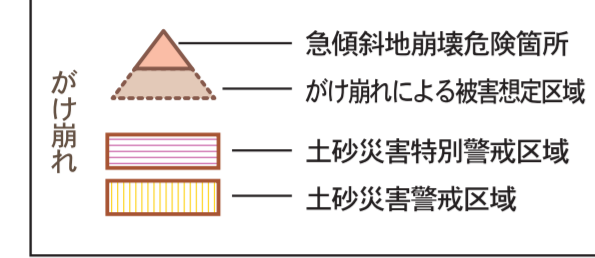 がけ崩れ
急傾斜地崩壊危険箇所
がけ崩れによる被害想定区域
土砂災害特別警戒区域
土砂災害警戒区域